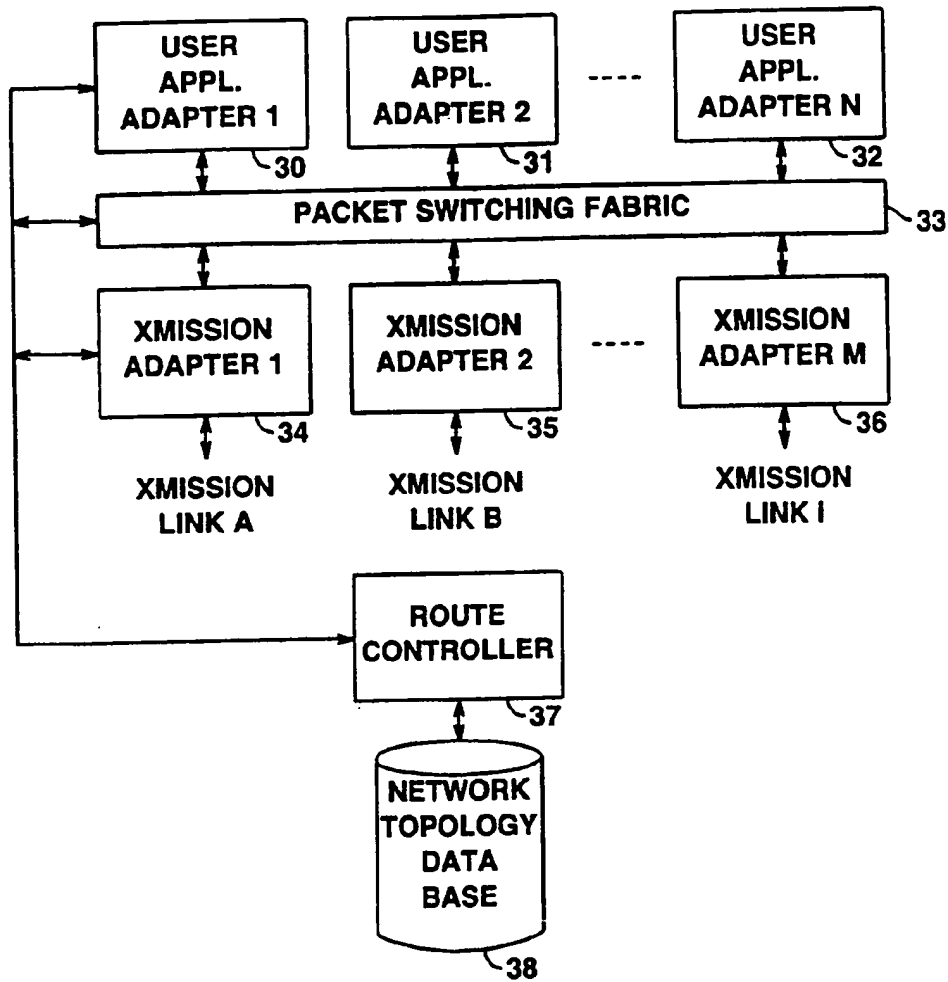 USER
APPL.
ADAPTER 1
30
USER
APPL.
ADAPTER 2
31
USER
APPL.
ADAPTER N
32
PACKET SWITCHING FABRIC
33
XMISSION
ADAPTER 1
34
XMISSION
ADAPTER 2
35
XMISSION
ADAPTER M
36
XMISSION
LINK A
XMISSION
LINK B
XMISSION
LINK I
ROUTE
CONTROLLER
37
NETWORK
TOPOLOGY
DATA
BASE
38